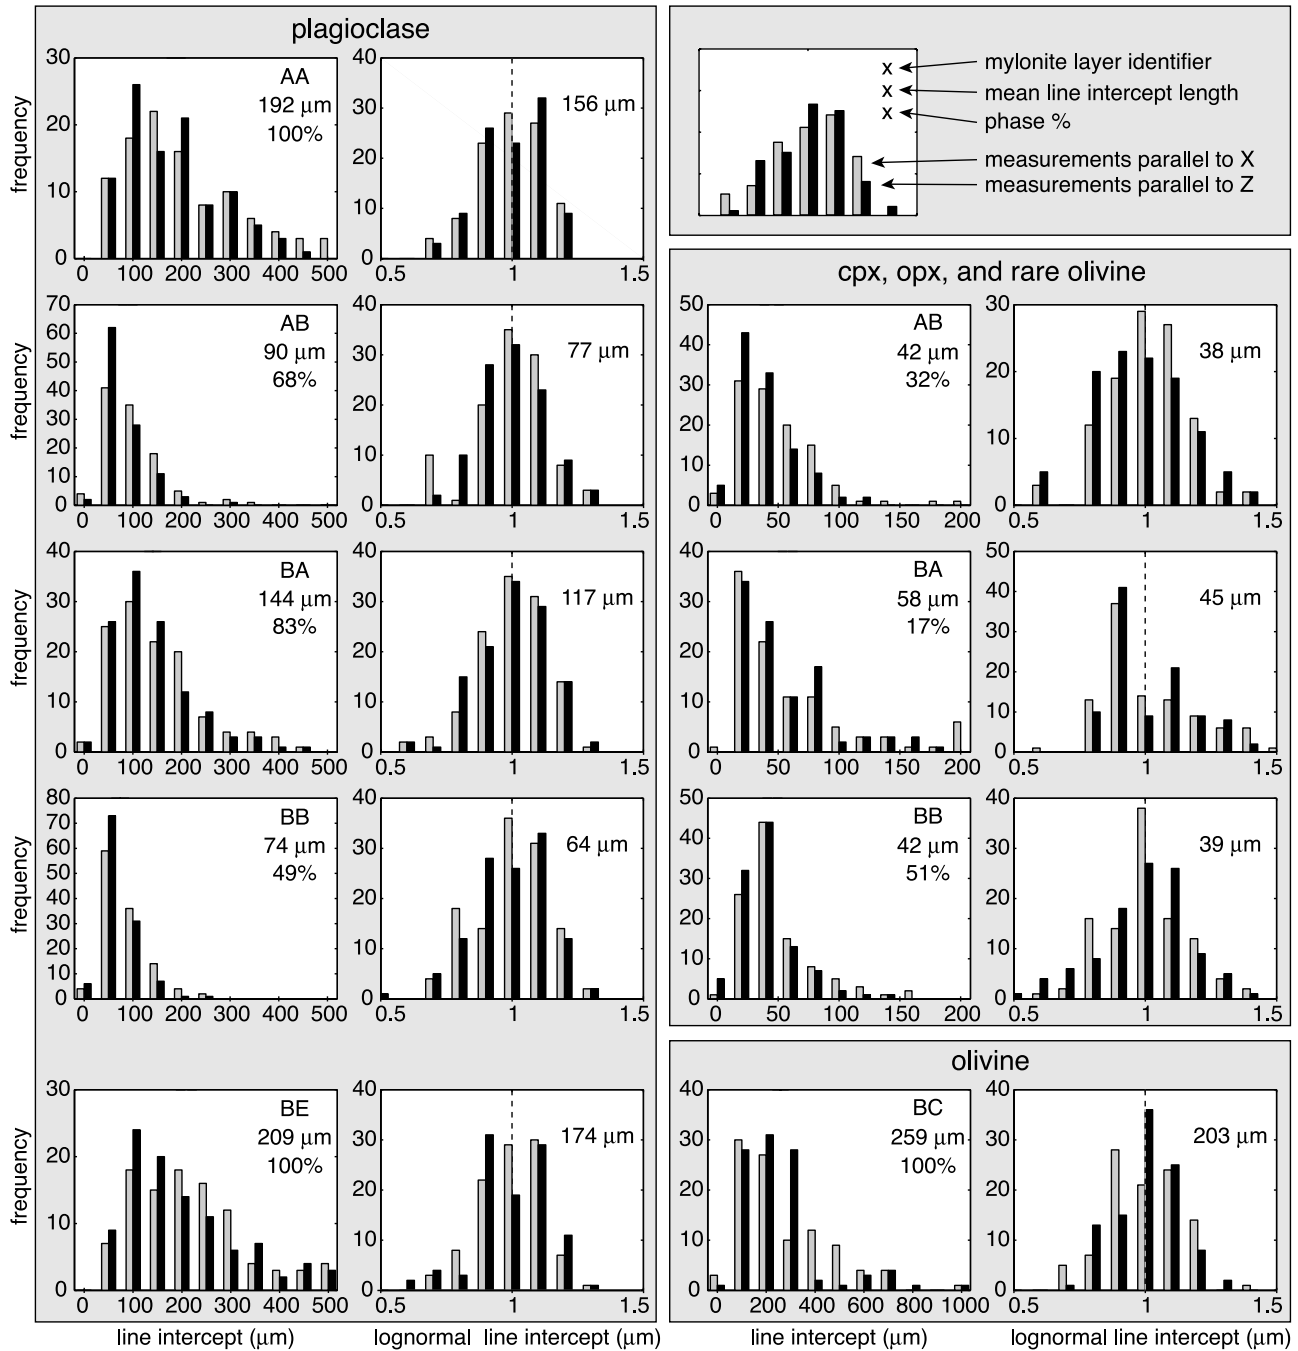 plagioclase
30
20
10
0
frequency
AA
192 µm
100%
0 100 200 300 400 500
40
30
20
10
0
156 µm
0.5 1 1.5
x mylonite layer identifier
x mean line intercept length
x phase %
measurements parallel to X
measurements parallel to Z
70
60
50
40
30
20
10
0
frequency
AB
90 µm
68%
0 100 200 300 400 500
40
30
20
10
0
77 µm
0.5 1 1.5
cpx, opx, and rare olivine
50
40
30
20
10
0
AB
42 µm
32%
0 50 100 150 200
30
20
10
0
38 µm
0.5 1 1.5
40
30
20
10
0
frequency
BA
144 µm
83%
0 100 200 300 400 500
40
30
20
10
0
117 µm
0.5 1 1.5
40
30
20
10
0
BA
58 µm
17%
0 50 100 150 200
50
40
30
20
10
0
45 µm
0.5 1 1.5
80
70
60
50
40
30
20
10
0
frequency
BB
74 µm
49%
0 100 200 300 400 500
40
30
20
10
0
64 µm
0.5 1 1.5
50
40
30
20
10
0
BB
42 µm
51%
0 50 100 150 200
40
30
20
10
0
39 µm
0.5 1 1.5
30
20
10
0
frequency
BE
209 µm
100%
0 100 200 300 400 500
line intercept (µm)
40
30
20
10
0
174 µm
0.5 1 1.5
lognormal line intercept (µm)
olivine
40
30
20
10
0
BC
259 µm
100%
0 200 400 600 800 1000
line intercept (µm)
40
30
20
10
0
203 µm
0.5 1 1.5
lognormal line intercept (µm)